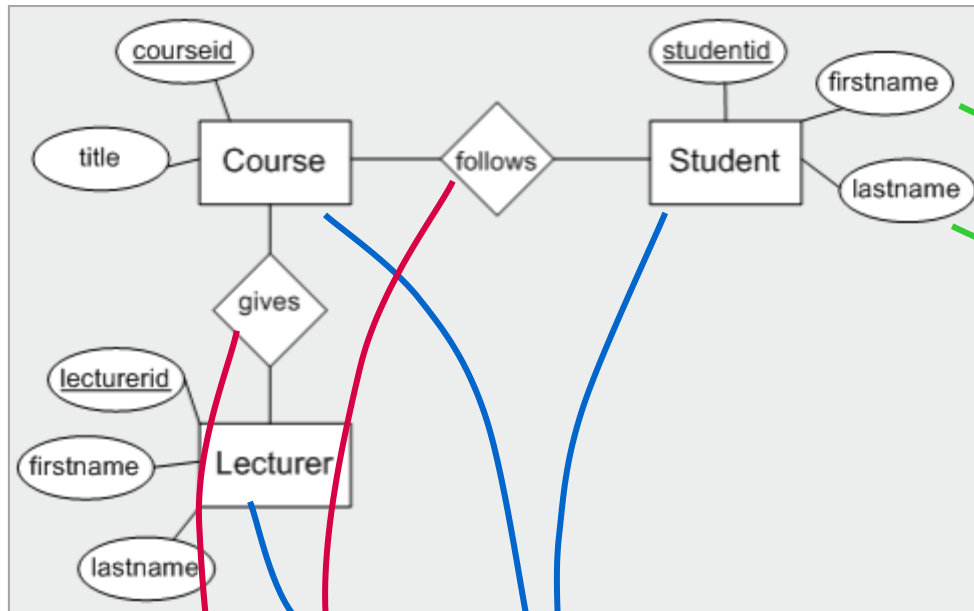 courseid
studentid
firstname
title
Course
follows
Student
lastname
gives
lecturerid
firstname
Lecturer
lastname